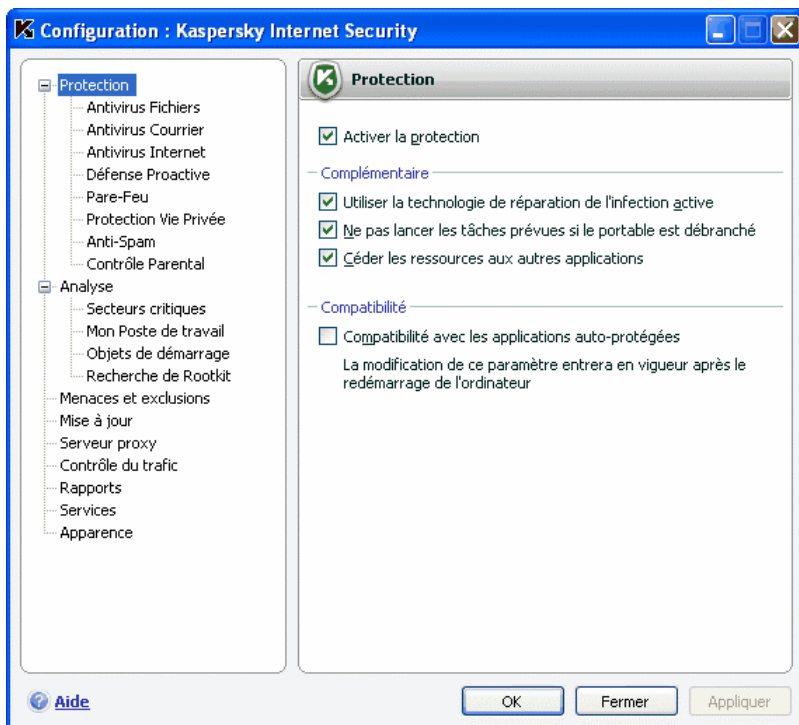 Configuration : Kaspersky Internet Security
Protection
Antivirus Fichiers
Antivirus Courrier
Antivirus Internet
Défense Proactive
Pare-Feu
Protection Vie Privée
Anti-Spam
Contrôle Parental
Analyse
Secteurs critiques
Mon Poste de travail
Objets de démarrage
Recherche de Rootkit
Menaces et exclusions
Mise à jour
Serveur proxy
Contrôle du trafic
Rapports
Services
Apparence
Protection
Activer la protection
Complémentaire
Utiliser la technologie de réparation de l'infection active
Ne pas lancer les tâches prévues si le portable est débranché
Céder les ressources aux autres applications
Compatibilité
Compatibilité avec les applications auto-protégées
La modification de ce paramètre entrera en vigueur après le
redémarrage de l'ordinateur
Aide
OK
Fermer
Appliquer